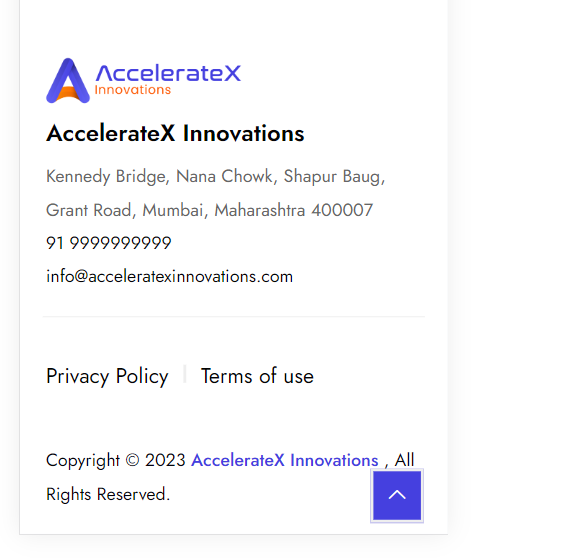 AccelerateX
Innovations
AccelerateX Innovations
Kennedy Bridge, Nana Chowk, Shapur Baug,
Grant Road, Mumbai, Maharashtra 400007
91 9999999999
info@acceleratexinnovations.com
Privacy Policy | Terms of use
Copyright © 2023 AccelerateX Innovations , All
Rights Reserved.